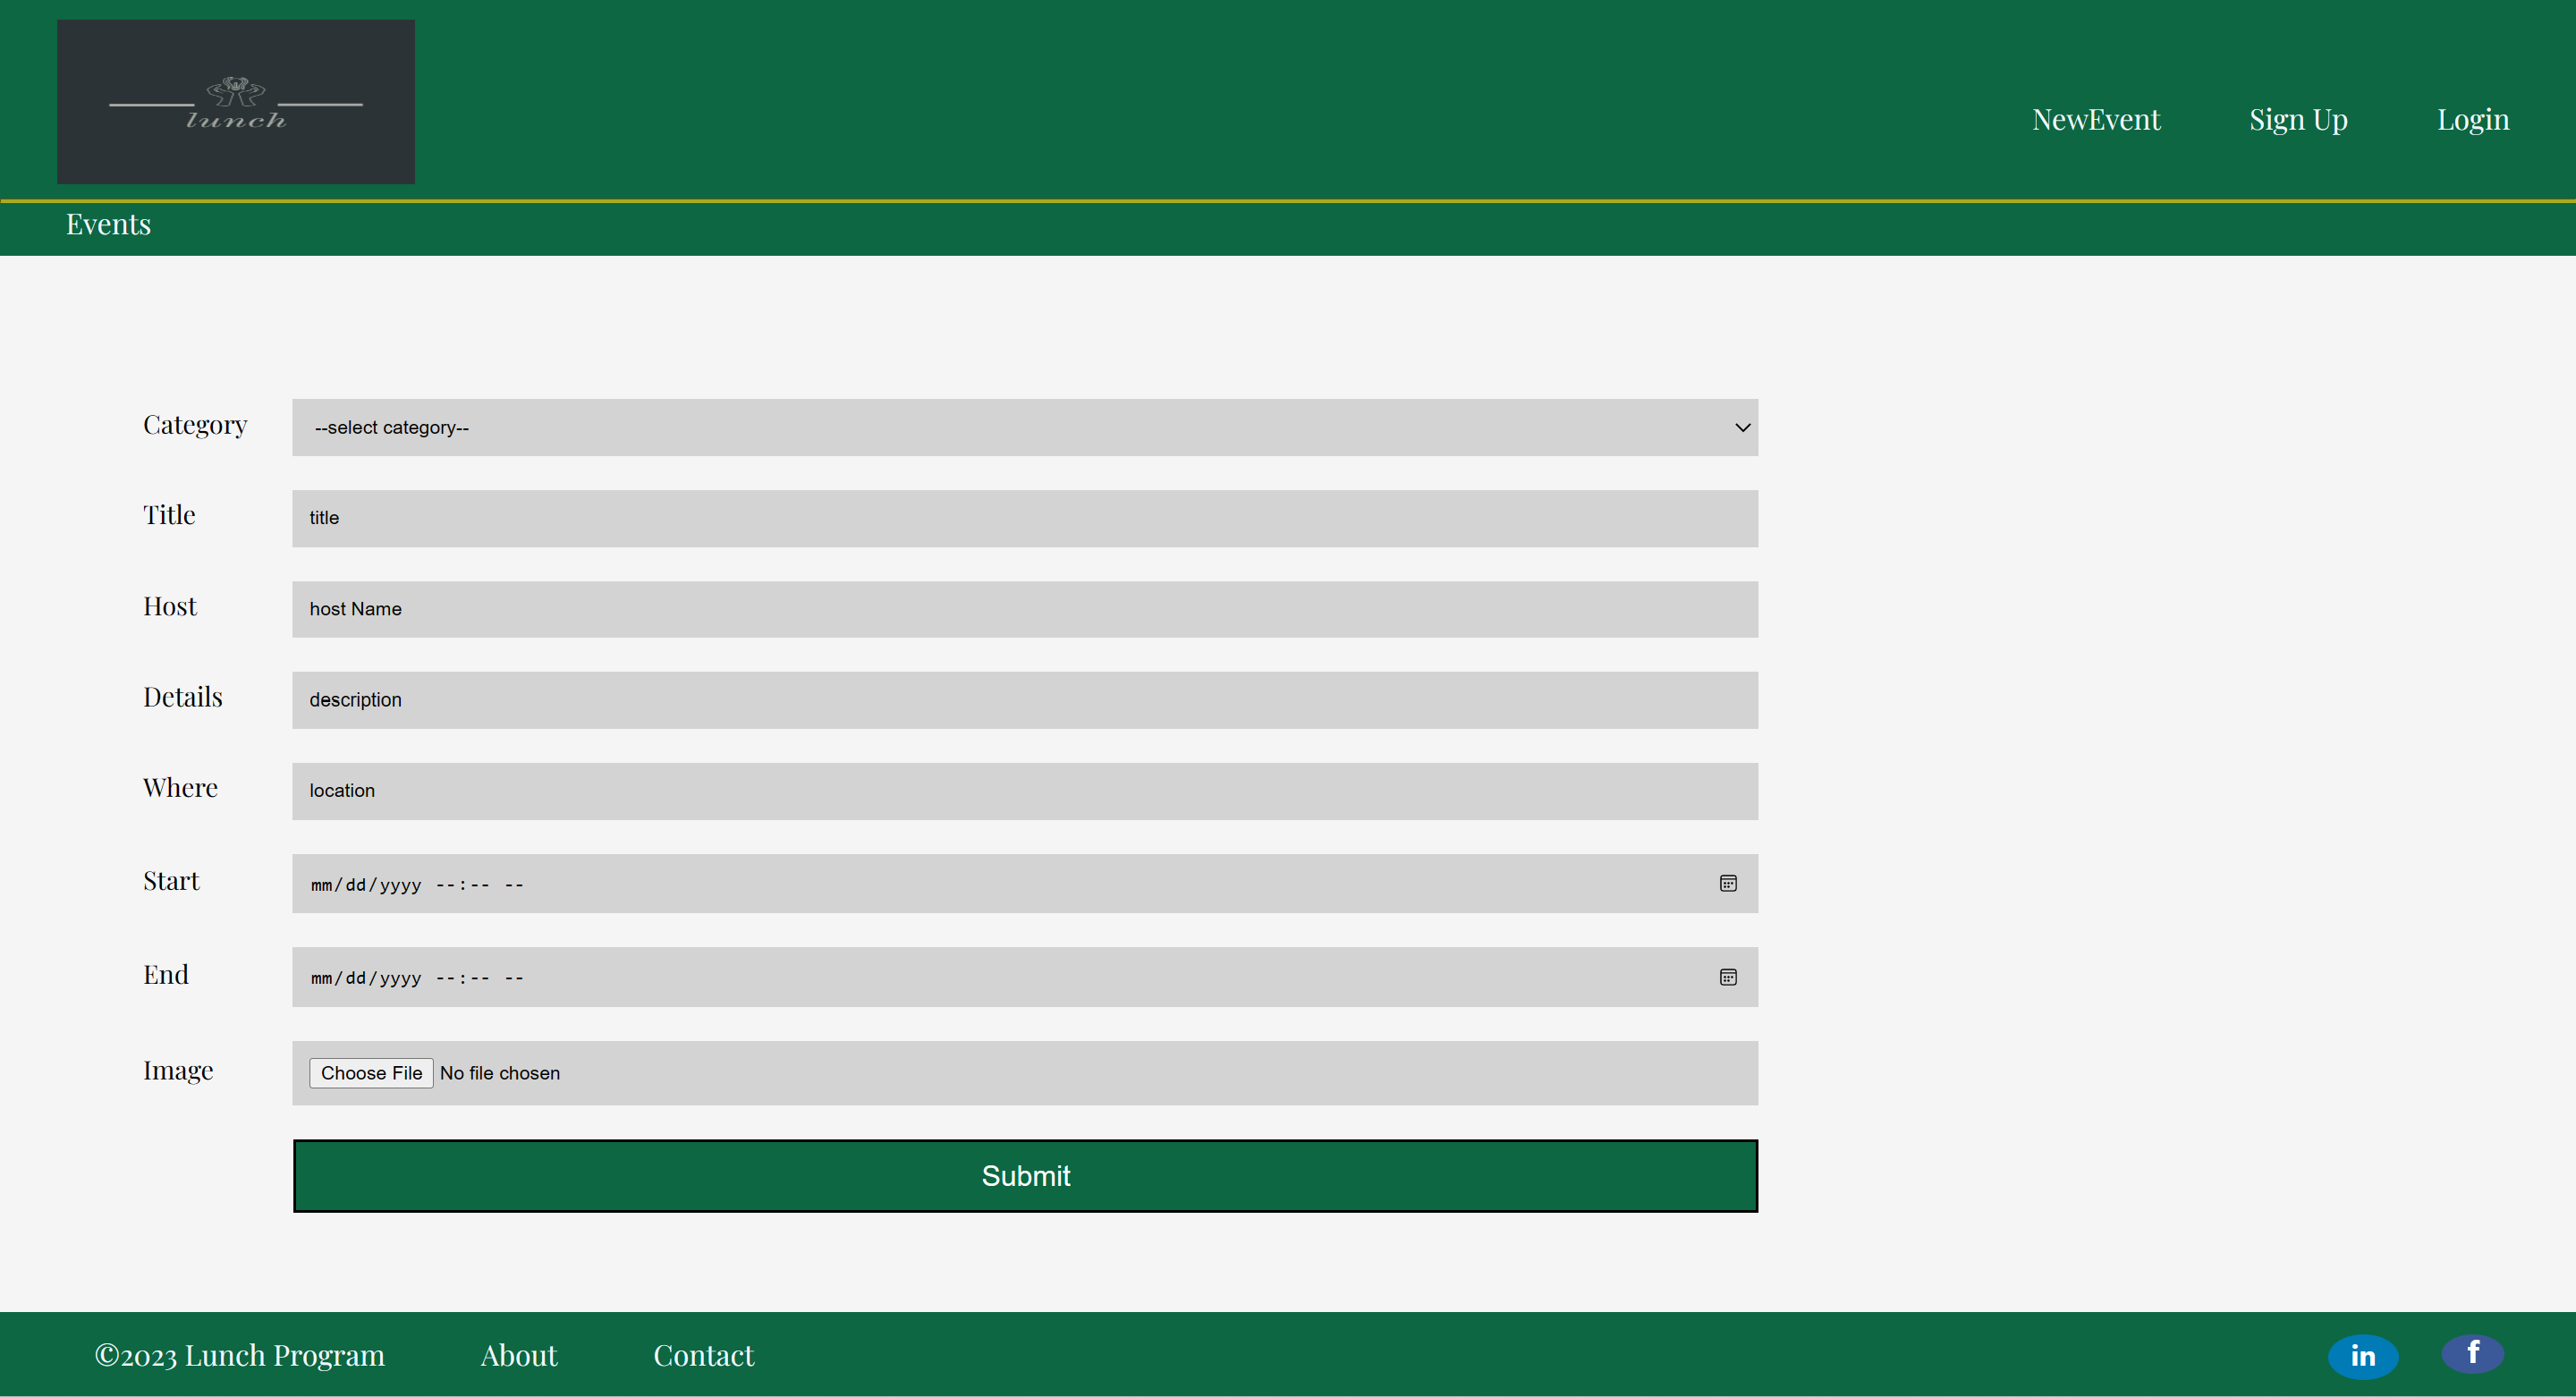 lunch
NewEvent Sign Up Login
Events
Category --select category--
Title title
Host host Name
Details description
Where location
Start mm/dd/yyyy --:-- --
End mm/dd/yyyy --:-- --
Image Choose File No file chosen
Submit
©2023 Lunch Program About Contact in f